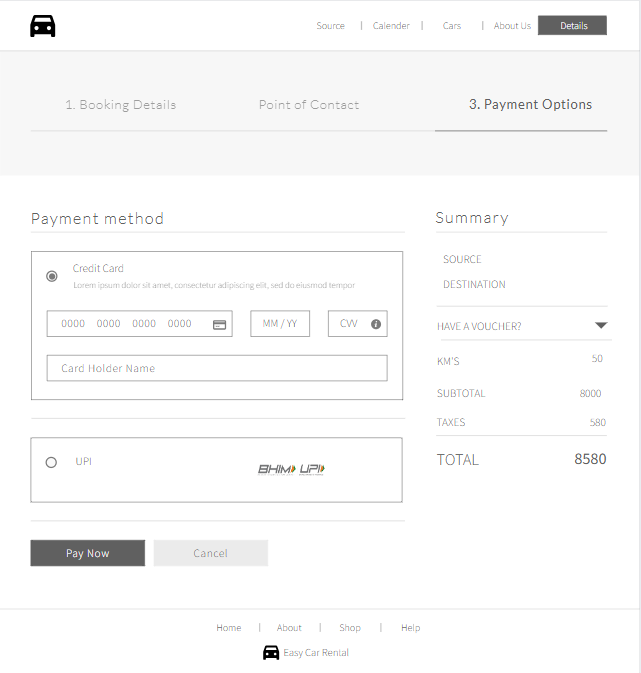 Source | Calender | Cars | About Us Details
1. Booking Details Point of Contact 3. Payment Options
Payment method
Credit Card
Lorem ipsum dolor sit amet, consectetur adipiscing elit, sed do eiusmod tempor
0000 0000 0000 0000 MM / YY CVV
Card Holder Name
UPI BHIM UPI
Pay Now Cancel
Summary
SOURCE
DESTINATION
HAVE A VOUCHER?
KM'S 50
SUBTOTAL 8000
TAXES 580
TOTAL 8580
Home | About | Shop | Help
Easy Car Rental